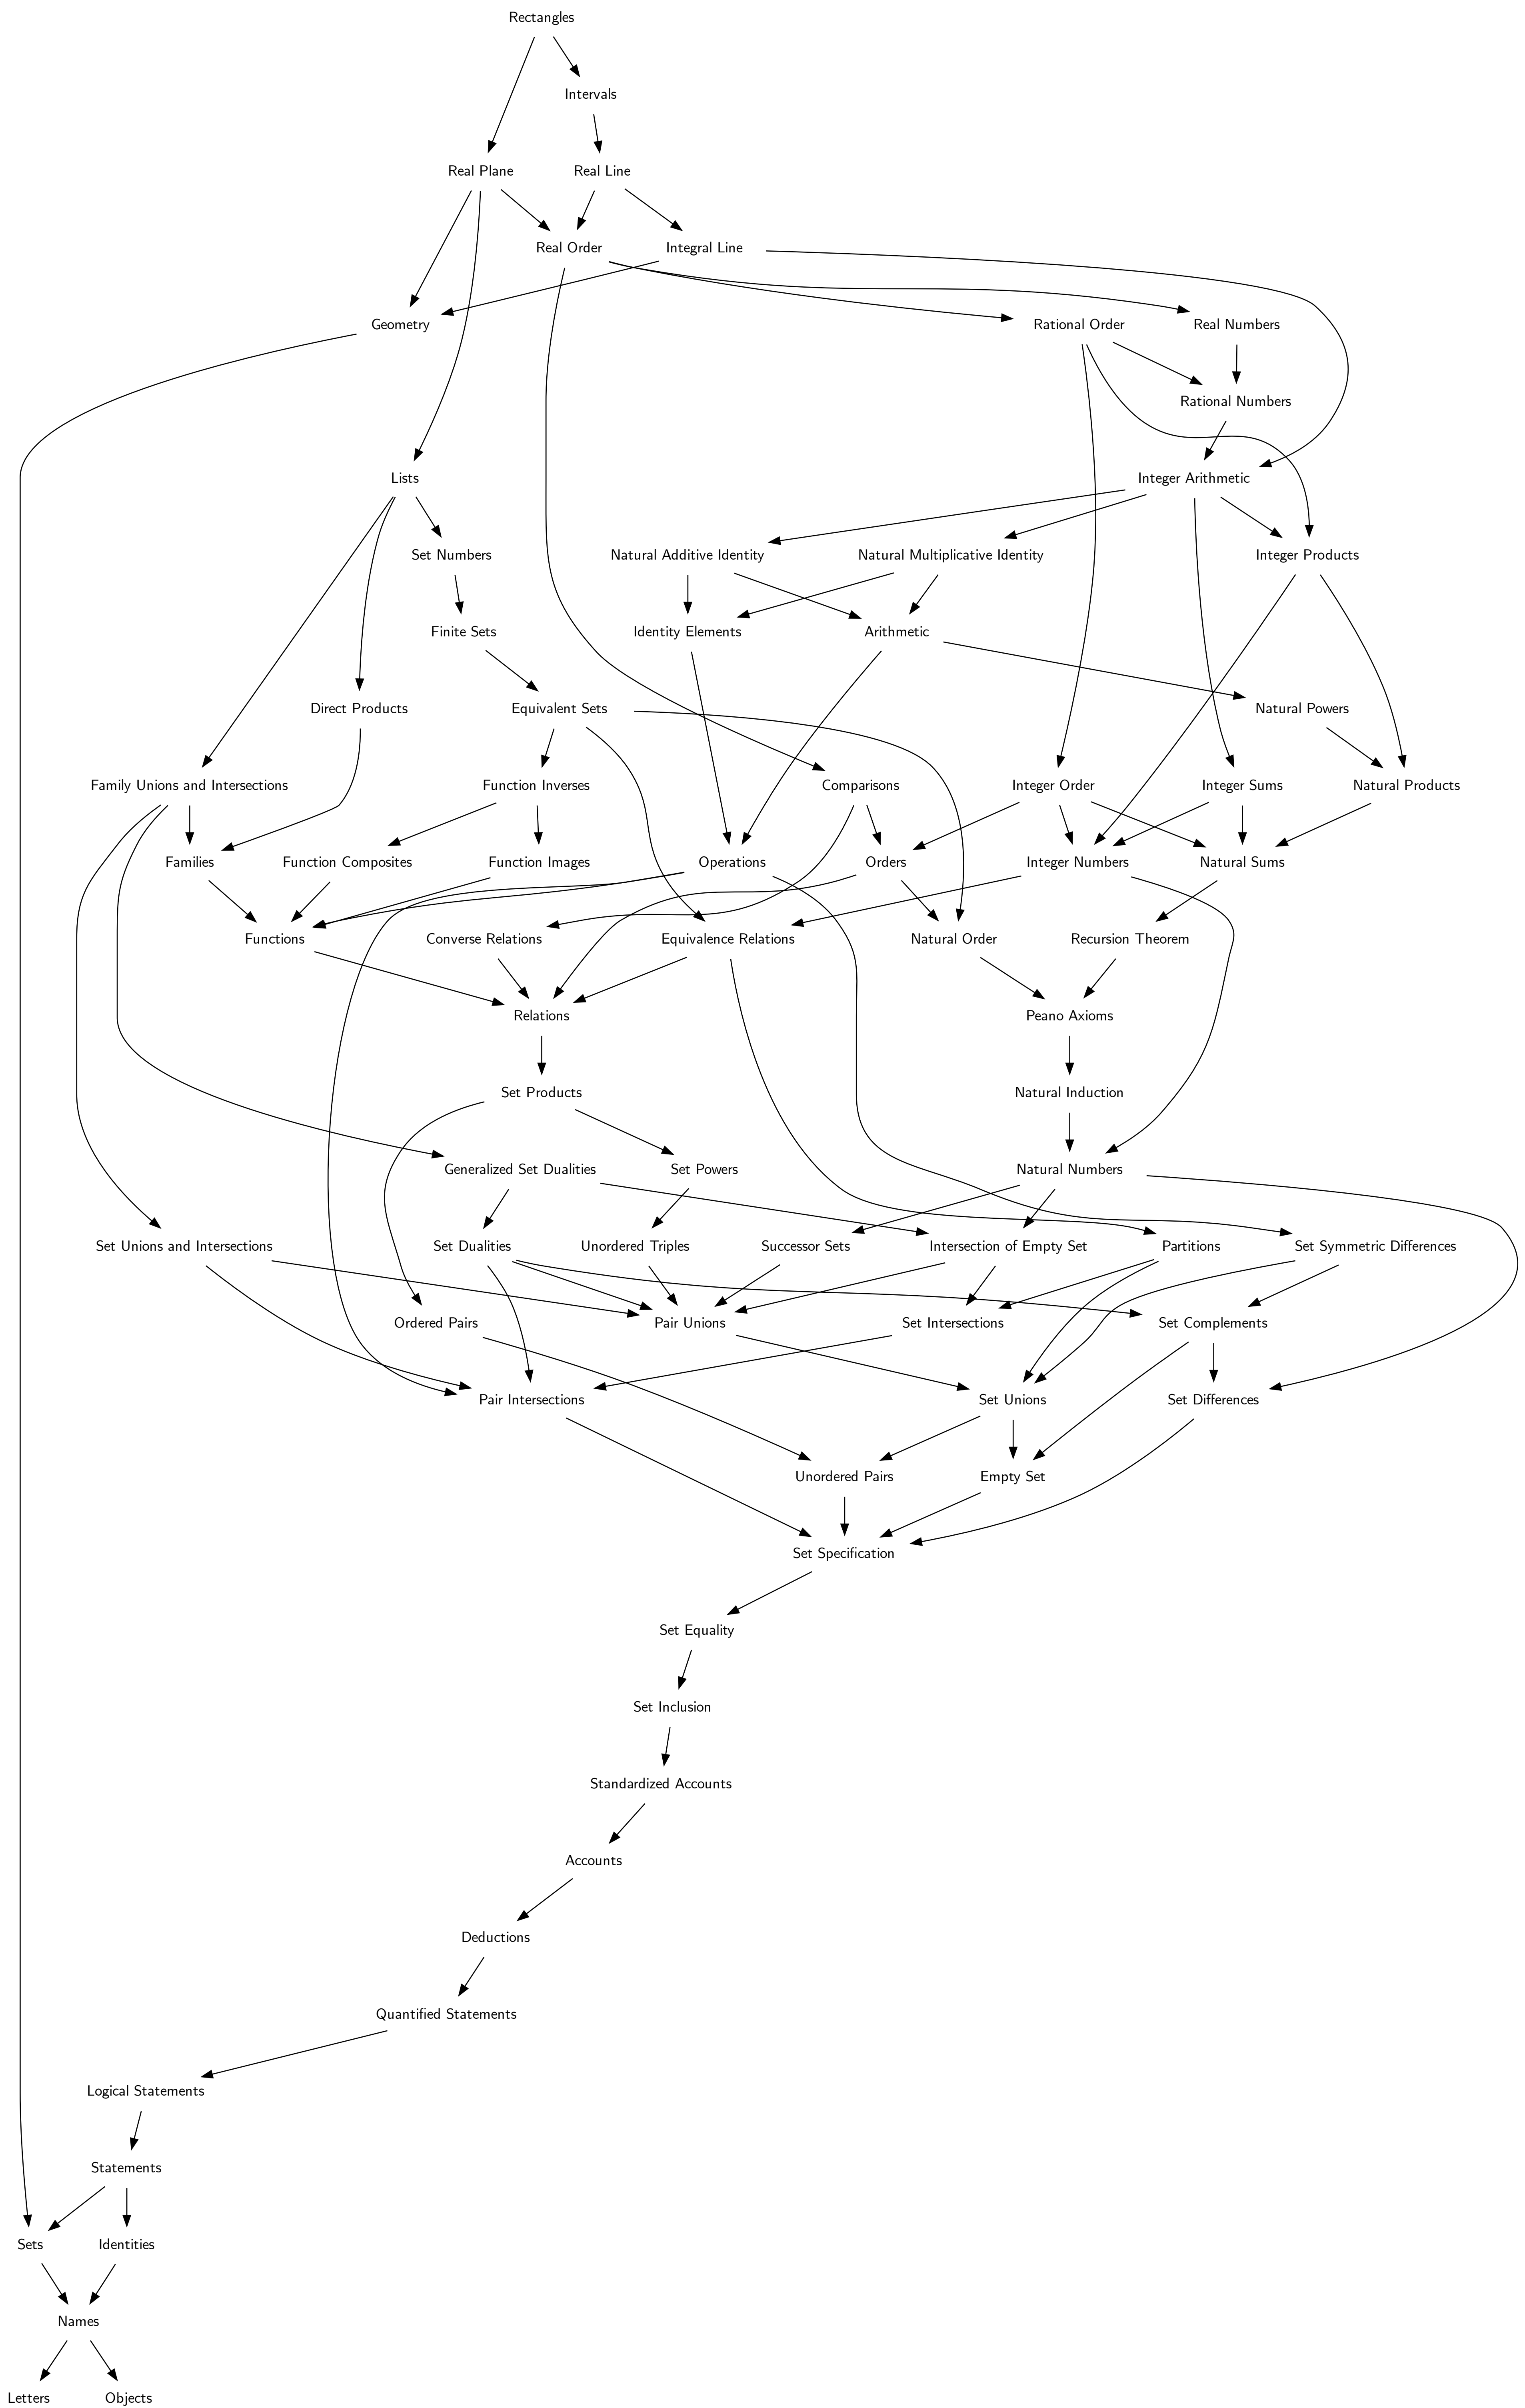 Rectangles
Intervals
Real Plane
Real Line
Real Order
Integral Line
Geometry
Rational Order
Real Numbers
Rational Numbers
Lists
Integer Arithmetic
Set Numbers
Natural Additive Identity
Natural Multiplicative Identity
Integer Products
Finite Sets
Identity Elements
Arithmetic
Direct Products
Equivalent Sets
Natural Powers
Family Unions and Intersections
Function Inverses
Comparisons
Integer Order
Integer Sums
Natural Products
Families
Function Composites
Function Images
Operations
Orders
Integer Numbers
Natural Sums
Functions
Converse Relations
Equivalence Relations
Natural Order
Recursion Theorem
Relations
Peano Axioms
Set Products
Natural Induction
Generalized Set Dualities
Set Powers
Natural Numbers
Set Unions and Intersections
Set Dualities
Unordered Triples
Successor Sets
Intersection of Empty Set
Partitions
Set Symmetric Differences
Ordered Pairs
Pair Unions
Set Intersections
Set Complements
Pair Intersections
Set Unions
Set Differences
Unordered Pairs
Empty Set
Set Specification
Set Equality
Set Inclusion
Standardized Accounts
Accounts
Deductions
Quantified Statements
Logical Statements
Statements
Sets
Identities
Names
Letters
Objects